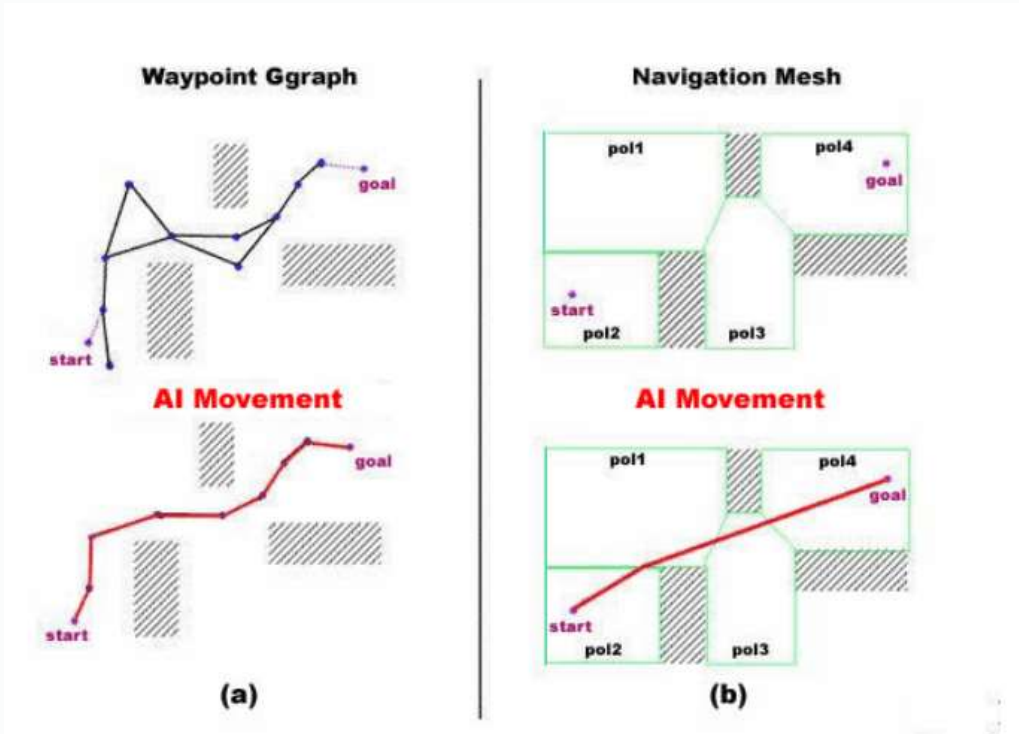 Waypoint Ggraph
goal
start
AI Movement
goal
start
(a)
Navigation Mesh
pol1
pol4
goal
start
pol2
pol3
AI Movement
pol1
pol4
goal
start
pol2
pol3
(b)